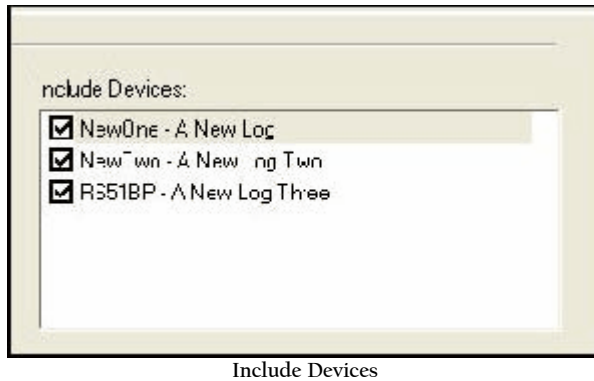 nclude Devices:
NewOne - A New Log
NewTwo - A New Log Two
RS51BP - A New Log Three
Include Devices